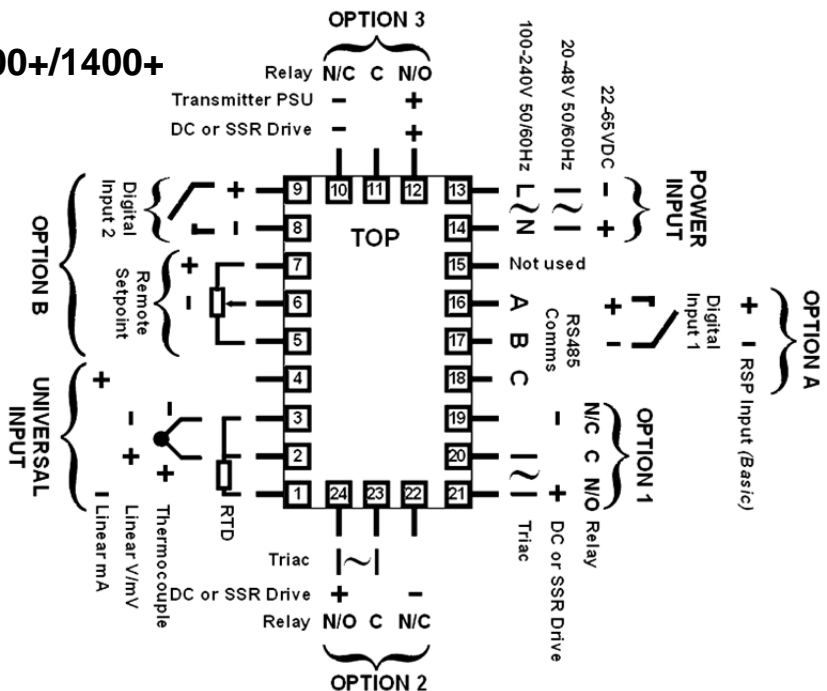 OPTION 3
00+/1400+
Relay N/C C N/O
Transmitter PSU - +
DC or SSR Drive - +
100-240V 50/60Hz
20-48V 50/60Hz
22-65VDC
POWER INPUT
L ~ N
- +
9
10
11
12
13
8
14
TOP
7
15
Not used
6
16
A
5
17
B
4
18
C
3
19
2
20
1
24
23
22
21
Digital Input 2
+ -
OPTION B
Remote Setpoint
+ -
UNIVERSAL INPUT
+ - Linear mA
- + Linear V/mV
- + Thermocouple
RTD
RS485 Comms
+ -
Digital Input 1
+ - RSP Input (Basic)
OPTION A
OPTION 1
N/C C N/O Relay
- + DC or SSR Drive
~ Triac
Triac ~
DC or SSR Drive + -
Relay N/O C N/C
OPTION 2